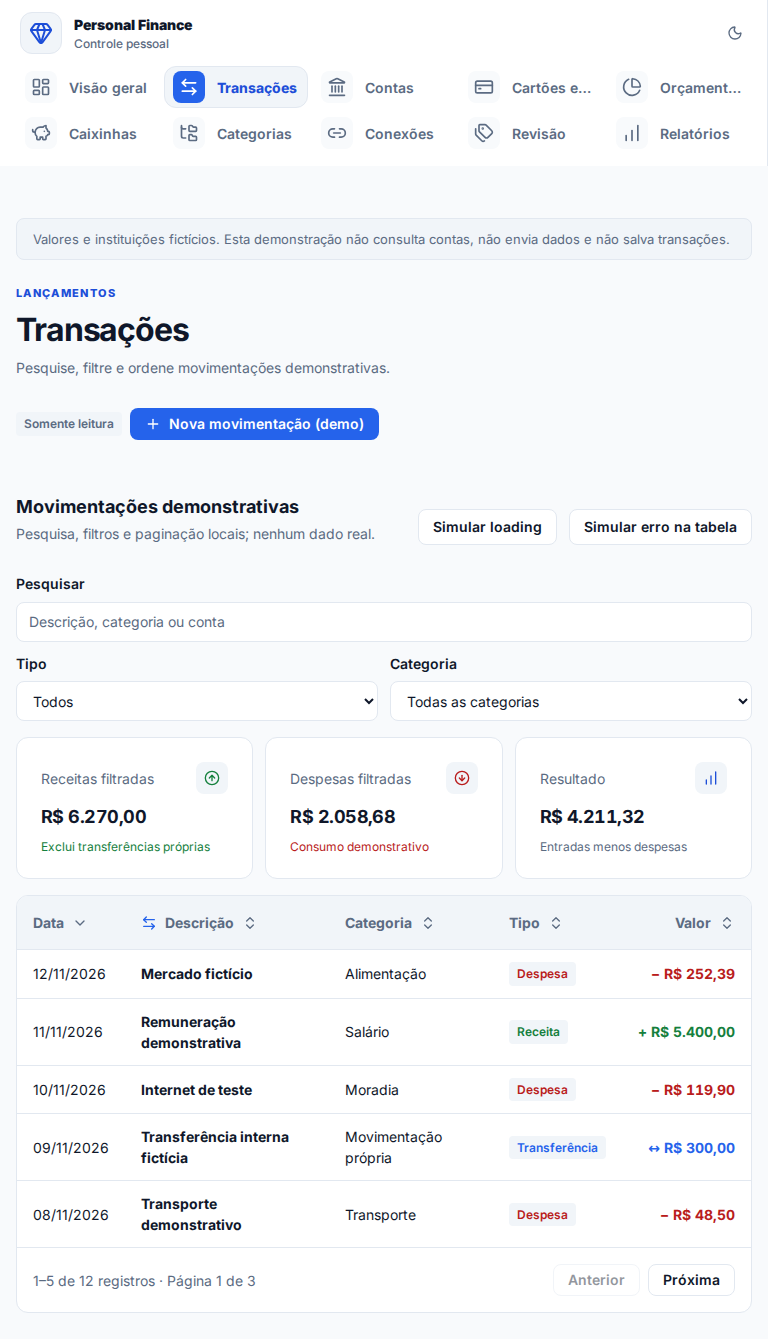 Personal Finance
Controle pessoal
Visão geral
Transações
Contas
Cartões e...
Orçament...
Caixinhas
Categorias
Conexões
Revisão
Relatórios
Valores e instituições fictícios. Esta demonstração não consulta contas, não envia dados e não salva transações.
LANÇAMENTOS
Transações
Pesquise, filtre e ordene movimentações demonstrativas.
Somente leitura
Nova movimentação (demo)
Movimentações demonstrativas
Pesquisa, filtros e paginação locais; nenhum dado real.
Simular loading
Simular erro na tabela
Pesquisar
Descrição, categoria ou conta
Tipo
Categoria
Todos
Todas as categorias
Receitas filtradas
R$ 6.270,00
Exclui transferências próprias
Despesas filtradas
R$ 2.058,68
Consumo demonstrativo
Resultado
R$ 4.211,32
Entradas menos despesas
Data Descrição Categoria Tipo Valor
12/11/2026 Mercado fictício Alimentação Despesa − R$ 252,39
11/11/2026 Remuneração demonstrativa Salário Receita + R$ 5.400,00
10/11/2026 Internet de teste Moradia Despesa − R$ 119,90
09/11/2026 Transferência interna fictícia Movimentação própria Transferência ↔ R$ 300,00
08/11/2026 Transporte demonstrativo Transporte Despesa − R$ 48,50
1–5 de 12 registros · Página 1 de 3
Anterior
Próxima